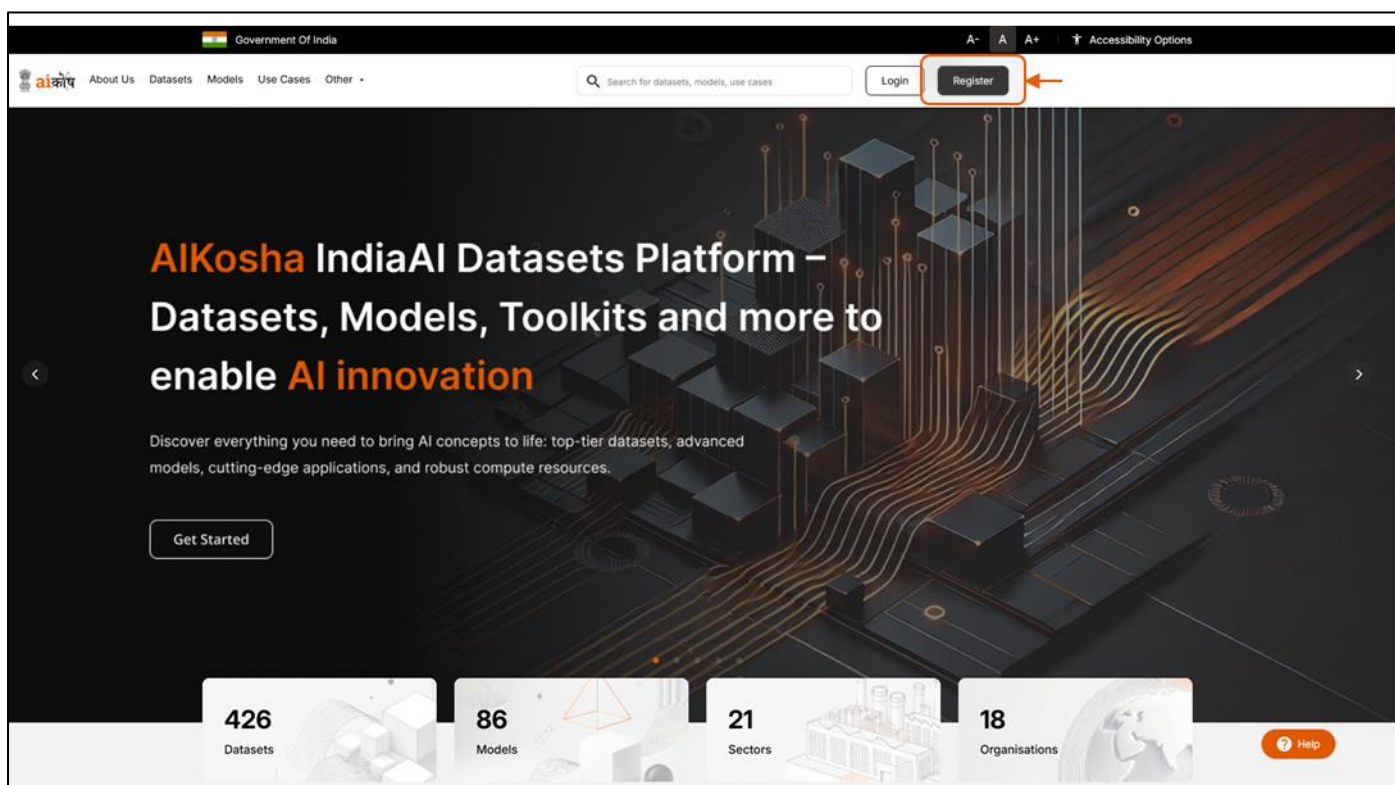 Government Of India
A- A A+ Accessibility Options
aiकोष About Us Datasets Models Use Cases Other
Search for datasets, models, use cases
Login Register
AIKosha IndiaAI Datasets Platform –
Datasets, Models, Toolkits and more to
enable AI innovation
Discover everything you need to bring AI concepts to life: top-tier datasets, advanced
models, cutting-edge applications, and robust compute resources.
Get Started
426
Datasets
86
Models
21
Sectors
18
Organisations
? Help